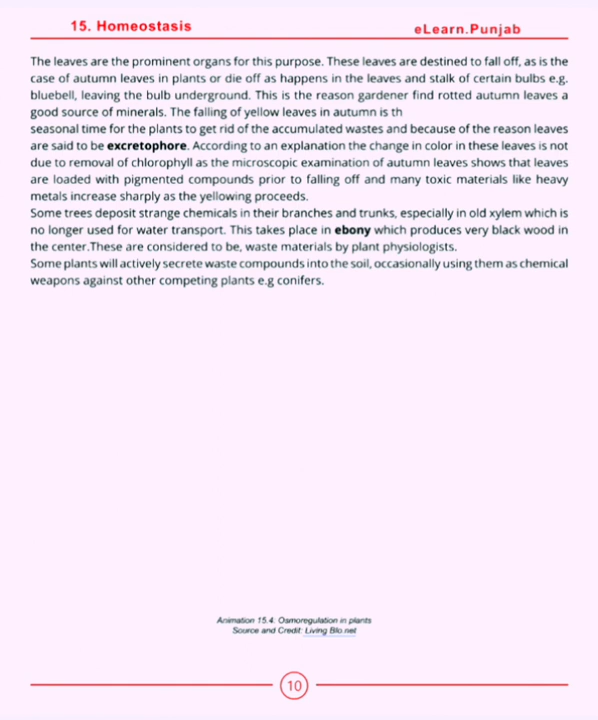 15. Homeostasis
eLearn.Punjab
The leaves are the prominent organs for this purpose. These leaves are destined to fall off, as is the
case of autumn leaves in plants or die off as happens in the leaves and stalk of certain bulbs e.g.
bluebell, leaving the bulb underground. This is the reason gardener find rotted autumn leaves a
good source of minerals. The falling of yellow leaves in autumn is th
seasonal time for the plants to get rid of the accumulated wastes and because of the reason leaves
are said to be excretophore. According to an explanation the change in color in these leaves is not
due to removal of chlorophyll as the microscopic examination of autumn leaves shows that leaves
are loaded with pigmented compounds prior to falling off and many toxic materials like heavy
metals increase sharply as the yellowing proceeds.
Some trees deposit strange chemicals in their branches and trunks, especially in old xylem which is
no longer used for water transport. This takes place in ebony which produces very black wood in
the center.These are considered to be, waste materials by plant physiologists.
Some plants will actively secrete waste compounds into the soil, occasionally using them as chemical
weapons against other competing plants e.g conifers.
Animation 15.4: Osmoregulation in plants
Source and Credit: Living Bio.net
10